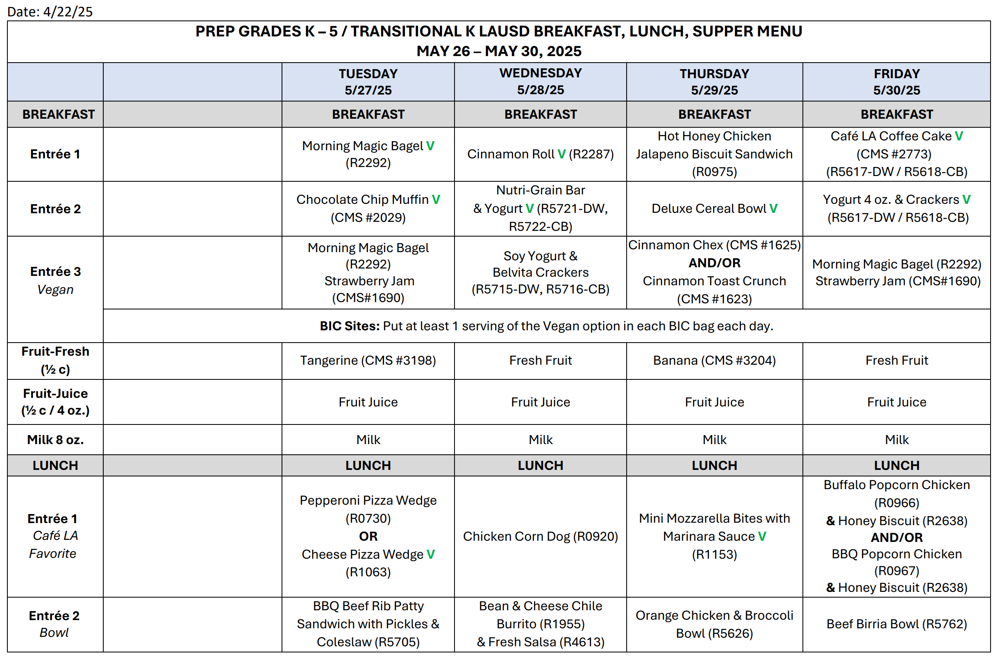 Date: 4/22/25
PREP GRADES K – 5 / TRANSITIONAL K LAUSD BREAKFAST, LUNCH, SUPPER MENU
MAY 26 – MAY 30, 2025
TUESDAY
5/27/25
WEDNESDAY
5/28/25
THURSDAY
5/29/25
FRIDAY
5/30/25
BREAKFAST
BREAKFAST
BREAKFAST
BREAKFAST
BREAKFAST
Entrée 1
Morning Magic Bagel V
(R2292)
Cinnamon Roll V (R2287)
Hot Honey Chicken
Jalapeno Biscuit Sandwich
(R0975)
Café LA Coffee Cake V
(CMS #2773)
(R5617-DW / R5618-CB)
Entrée 2
Chocolate Chip Muffin V
(CMS #2029)
Nutri-Grain Bar
& Yogurt V (R5721-DW,
R5722-CB)
Deluxe Cereal Bowl V
Yogurt 4 oz. & Crackers V
(R5617-DW / R5618-CB)
Entrée 3
Vegan
Morning Magic Bagel
(R2292)
Strawberry Jam
(CMS#1690)
Soy Yogurt &
Belvita Crackers
(R5715-DW, R5716-CB)
Cinnamon Chex (CMS #1625)
AND/OR
Cinnamon Toast Crunch
(CMS #1623)
Morning Magic Bagel (R2292)
Strawberry Jam (CMS#1690)
BIC Sites: Put at least 1 serving of the Vegan option in each BIC bag each day.
Fruit-Fresh
(½ c)
Tangerine (CMS #3198)
Fresh Fruit
Banana (CMS #3204)
Fresh Fruit
Fruit-Juice
(½ c / 4 oz.)
Fruit Juice
Fruit Juice
Fruit Juice
Fruit Juice
Milk 8 oz.
Milk
Milk
Milk
Milk
LUNCH
LUNCH
LUNCH
LUNCH
LUNCH
Entrée 1
Café LA
Favorite
Pepperoni Pizza Wedge
(R0730)
OR
Cheese Pizza Wedge V
(R1063)
Chicken Corn Dog (R0920)
Mini Mozzarella Bites with
Marinara Sauce V
(R1153)
Buffalo Popcorn Chicken
(R0966)
& Honey Biscuit (R2638)
AND/OR
BBQ Popcorn Chicken
(R0967)
& Honey Biscuit (R2638)
Entrée 2
Bowl
BBQ Beef Rib Patty
Sandwich with Pickles &
Coleslaw (R5705)
Bean & Cheese Chile
Burrito (R1955)
& Fresh Salsa (R4613)
Orange Chicken & Broccoli
Bowl (R5626)
Beef Birria Bowl (R5762)